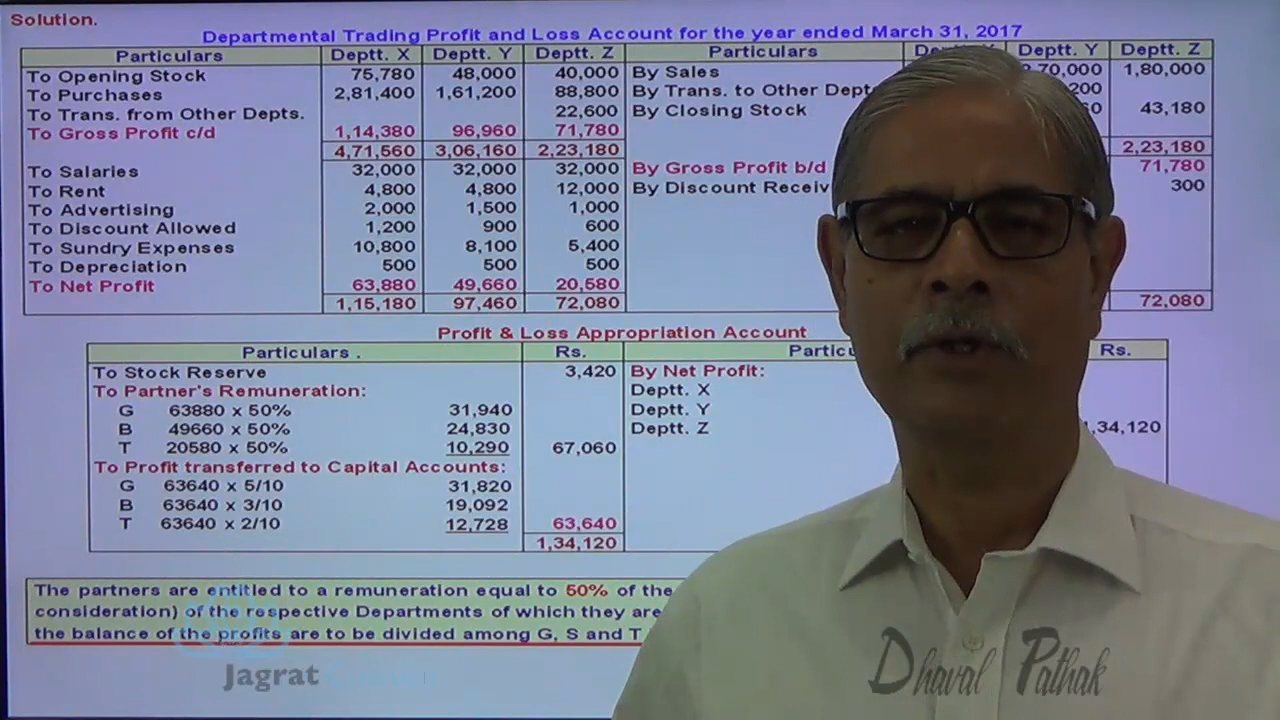 Solution.
Departmental Trading Profit and Loss Account for the year ended March 31, 2017
Particulars Deptt. X Deptt. Y Deptt. Z Particulars Deptt. Y Deptt. Z
To Opening Stock 75,780 48,000 40,000 By Sales 70,000 1,80,000
To Purchases 2,81,400 1,61,200 88,800 By Trans. to Other Dept 200
To Trans. from Other Depts. 22,600 By Closing Stock 43,180
To Gross Profit c/d 1,14,380 96,960 71,780
4,71,560 3,06,160 2,23,180 2,23,180
To Salaries 32,000 32,000 32,000 By Gross Profit b/d 71,780
To Rent 4,800 4,800 12,000 By Discount Receiv 300
To Advertising 2,000 1,500 1,000
To Discount Allowed 1,200 900 600
To Sundry Expenses 10,800 8,100 5,400
To Depreciation 500 500 500
To Net Profit 63,880 49,660 20,580
1,15,180 97,460 72,080 72,080
Profit & Loss Appropriation Account
Particulars . Rs. Particu Rs.
To Stock Reserve 3,420 By Net Profit:
To Partner's Remuneration: Deptt. X
G 63880 x 50% 31,940 Deptt. Y
B 49660 x 50% 24,830 Deptt. Z ,34,120
T 20580 x 50% 10,290 67,060
To Profit transferred to Capital Accounts:
G 63640 x 5/10 31,820
B 63640 x 3/10 19,092
T 63640 x 2/10 12,728 63,640
1,34,120
The partners are entitled to a remuneration equal to 50% of the
consideration) of the respective Departments of which they are
the balance of the profits are to be divided among G, S and T
Jagrat
Dhaval Pathak